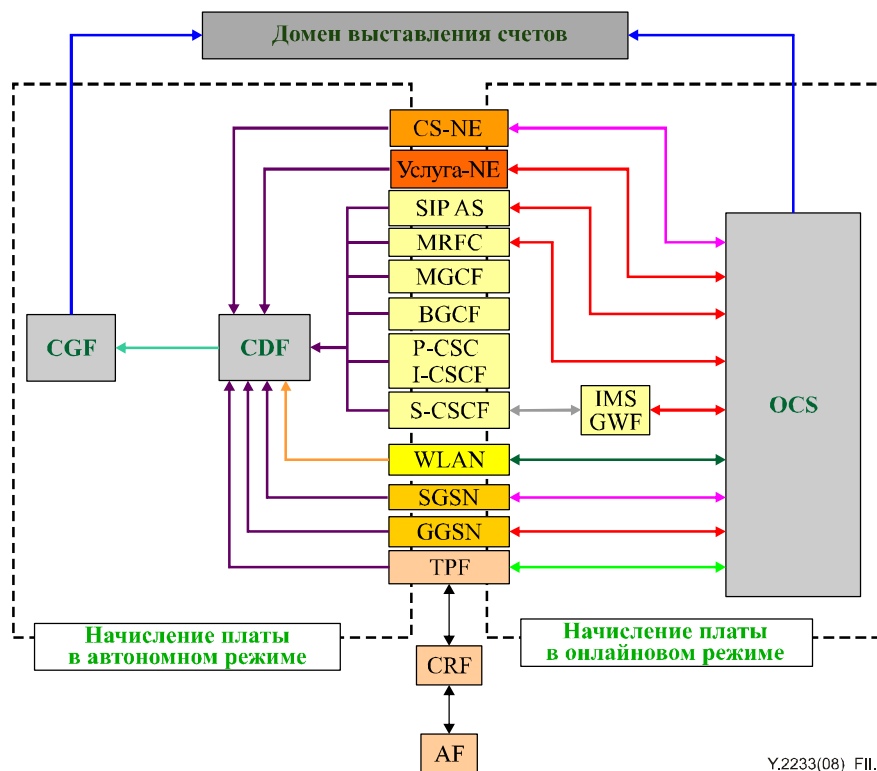 Домен выставления счетов
CS-NE
Услуга-NE
SIP AS
MRFC
MGCF
BGCF
CGF
CDF
P-CSC
I-CSCF
S-CSCF
IMS
GWF
OCS
WLAN
SGSN
GGSN
TPF
Начисление платы
в автономном режиме
Начисление платы
в онлайновом режиме
CRF
AF
Y.2233(08)_FII.